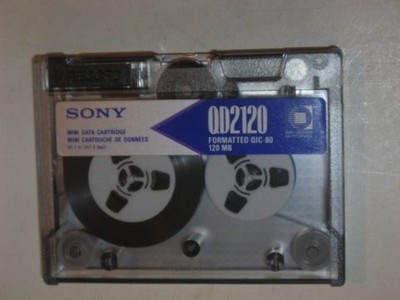 SONY
QD2120
MINI DATA CARTRIDGE
MINI CARTOUCHE DE DONNEES
FORMATTED QIC-80
120 MB